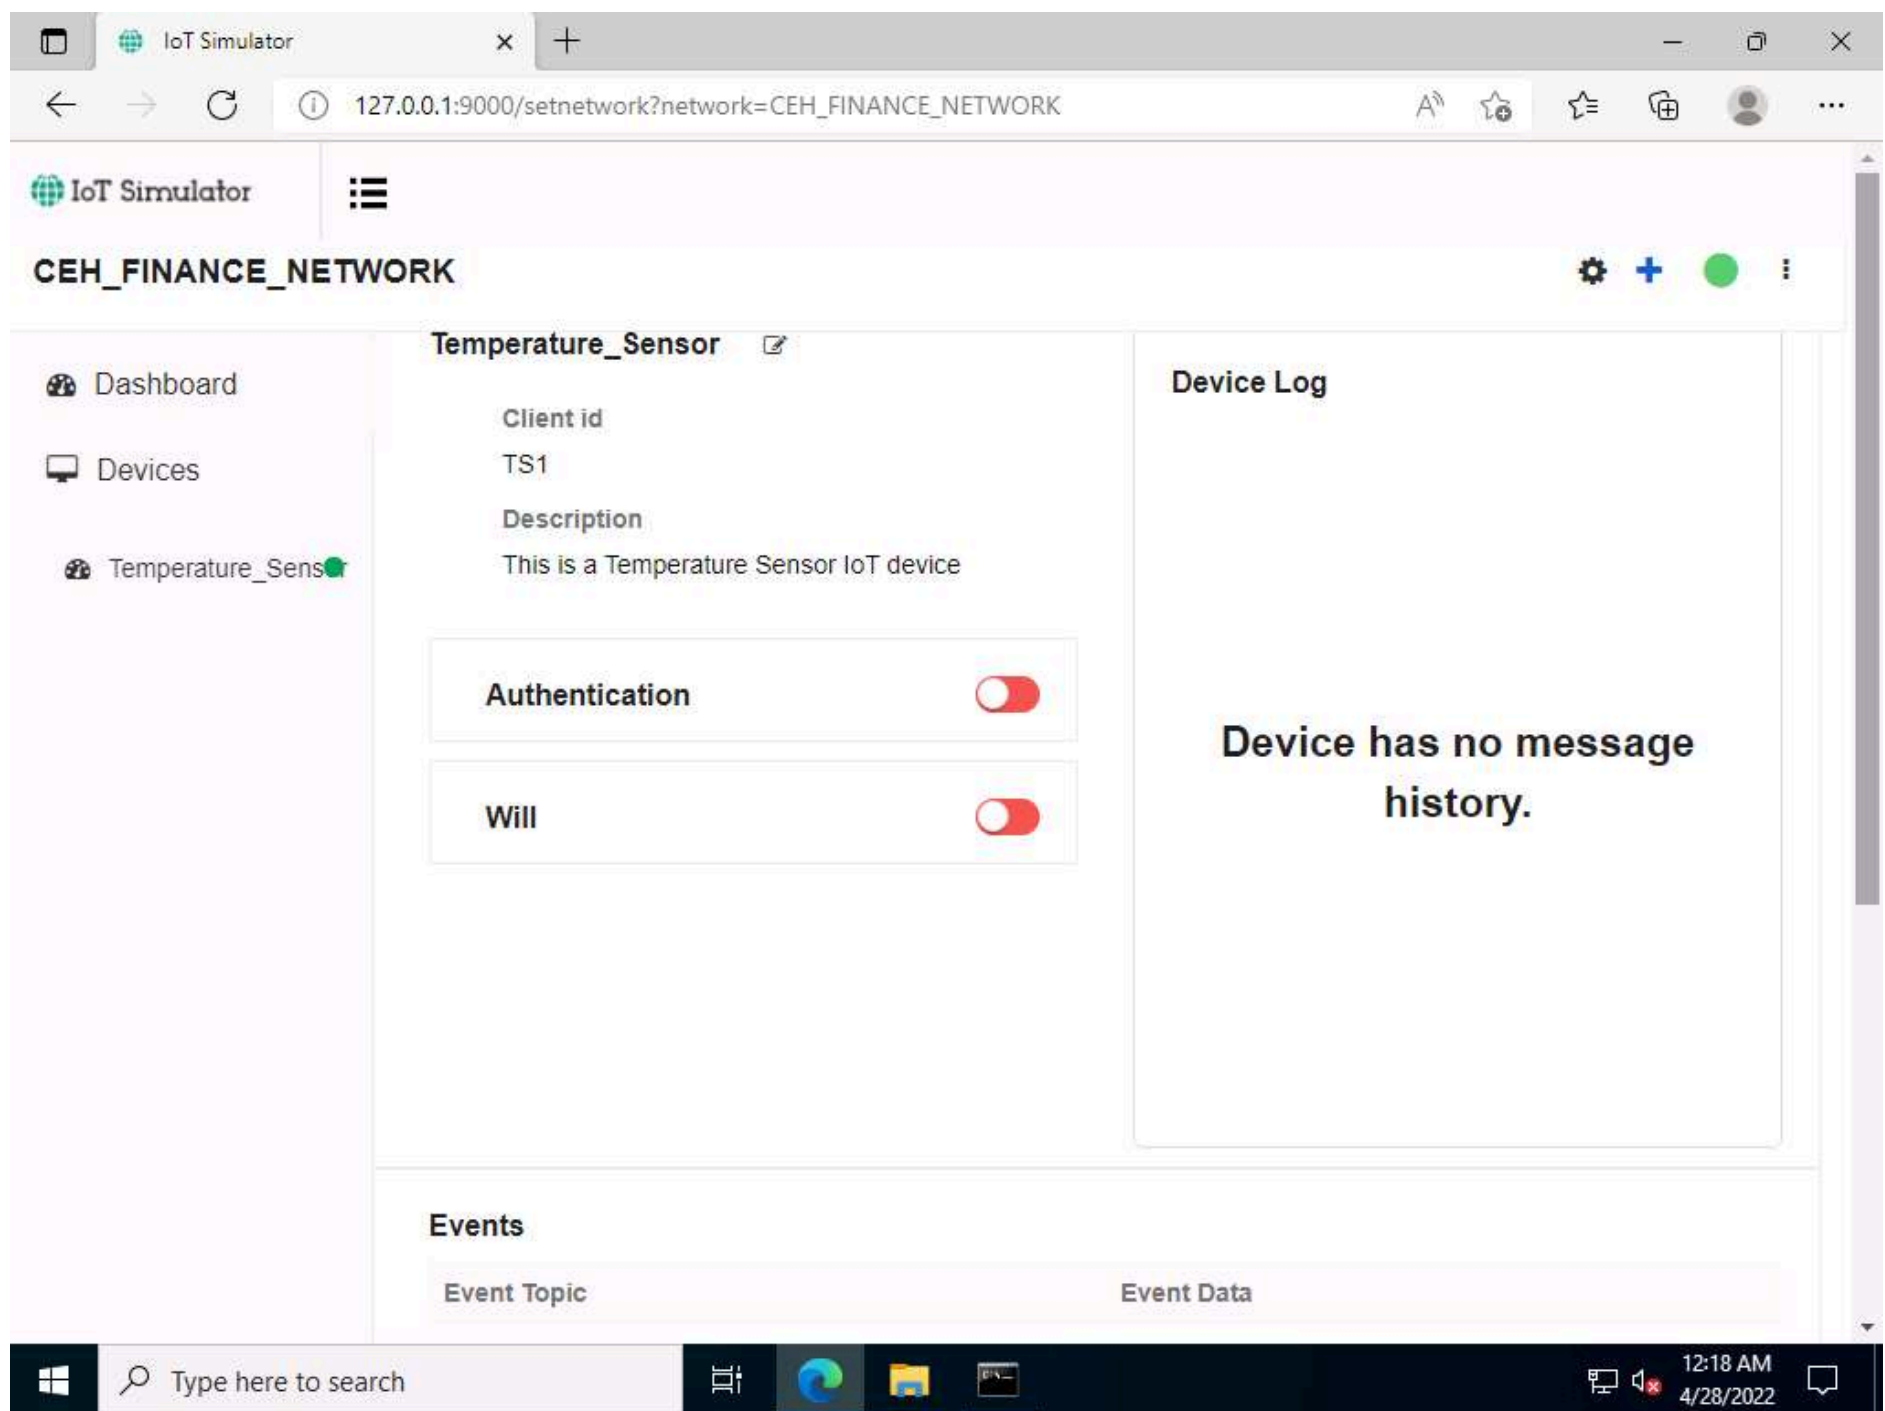 IoT Simulator
127.0.0.1:9000/setnetwork?network=CEH_FINANCE_NETWORK
IoT Simulator
CEH_FINANCE_NETWORK
Dashboard
Devices
Temperature_Sensor
Temperature_Sensor
Client id
TS1
Description
This is a Temperature Sensor IoT device
Authentication
Will
Device Log
Device has no message
history.
Events
Event Topic Event Data
Type here to search
12:18 AM
4/28/2022